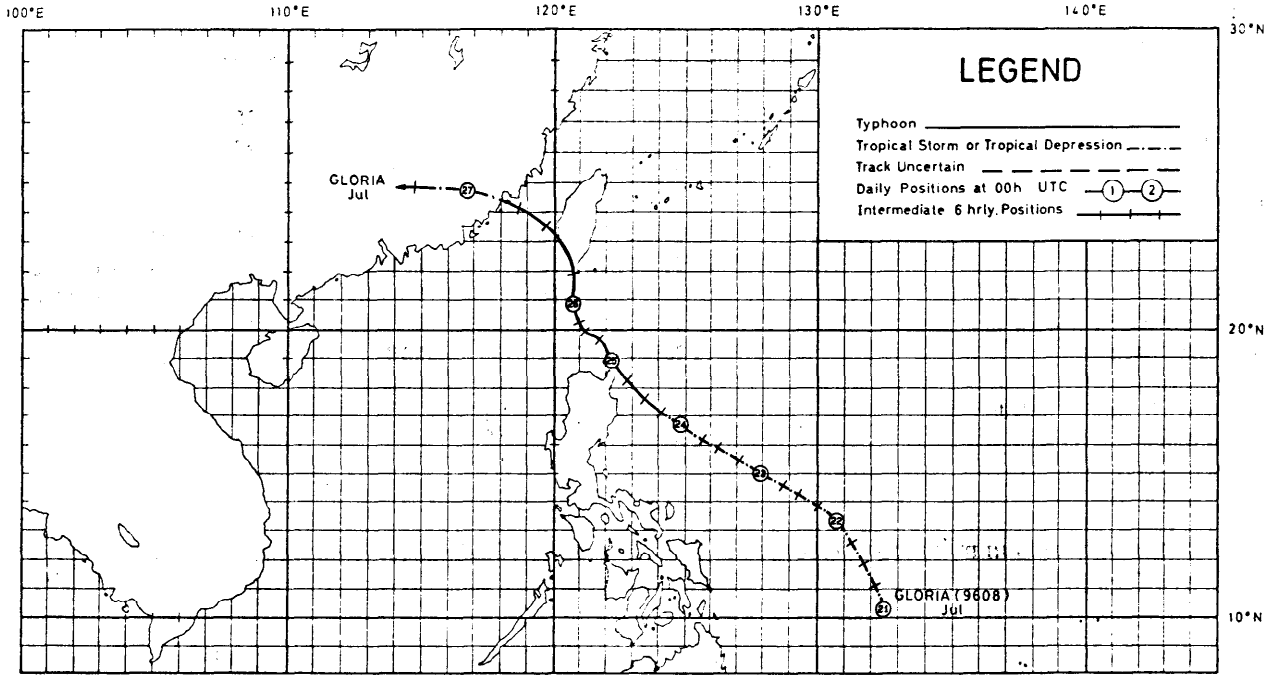 100°E 110°E 120°E 130°E 140°E
30°N
LEGEND
Typhoon
Tropical Storm or Tropical Depression
Track Uncertain
Daily Positions at 00h UTC 1 2
Intermediate 6 hrly. Positions
GLORIA
Jul
27
26
20°N
25
24
23
22
21
GLORIA (9608)
Jul
10°N